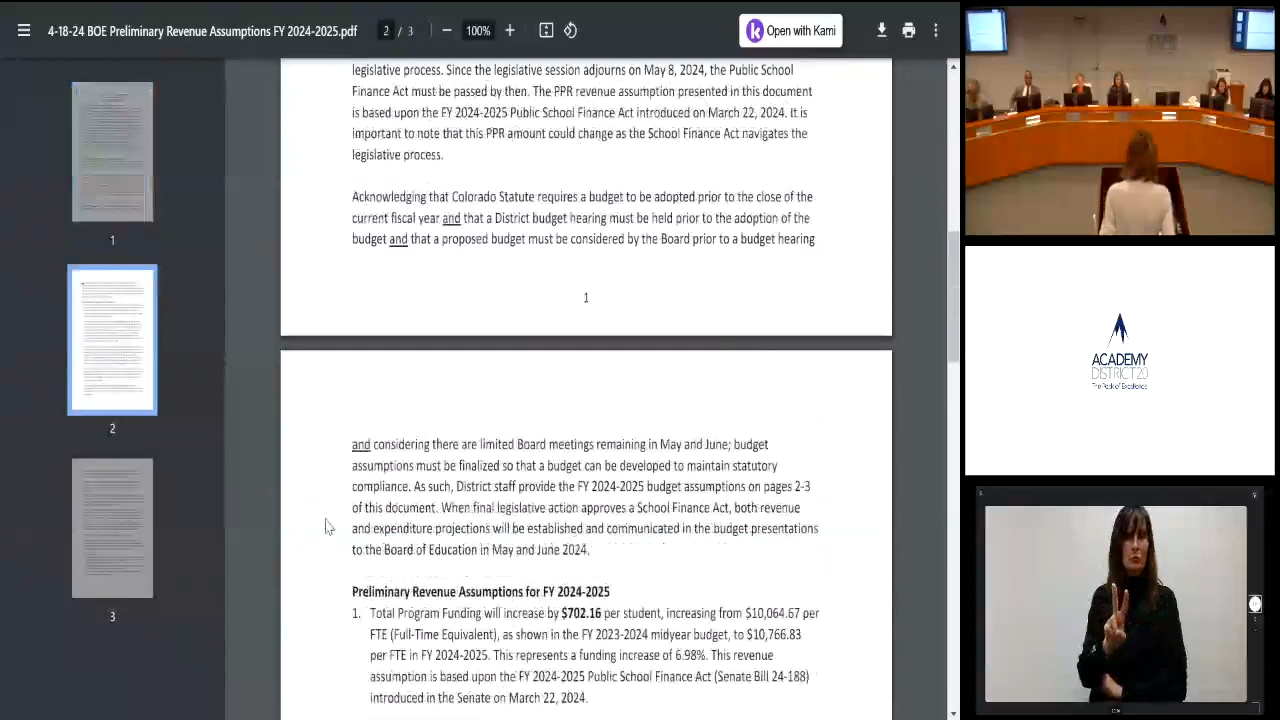 4-18-24 BOE Preliminary Revenue Assumptions FY 2024-2025.pdf
2 / 3
100%
Open with Kami
legislative process. Since the legislative session adjourns on May 8, 2024, the Public School
Finance Act must be passed by then. The PPR revenue assumption presented in this document
is based upon the FY 2024-2025 Public School Finance Act introduced on March 22, 2024. It is
important to note that this PPR amount could change as the School Finance Act navigates the
legislative process.
Acknowledging that Colorado Statute requires a budget to be adopted prior to the close of the
current fiscal year and that a District budget hearing must be held prior to the adoption of the
budget and that a proposed budget must be considered by the Board prior to a budget hearing
1
and considering there are limited Board meetings remaining in May and June; budget
assumptions must be finalized so that a budget can be developed to maintain statutory
compliance. As such, District staff provide the FY 2024-2025 budget assumptions on pages 2-3
of this document. When final legislative action approves a School Finance Act, both revenue
and expenditure projections will be established and communicated in the budget presentations
to the Board of Education in May and June 2024.
Preliminary Revenue Assumptions for FY 2024-2025
1. Total Program Funding will increase by $702.16 per student, increasing from $10,064.67 per
FTE (Full-Time Equivalent), as shown in the FY 2023-2024 midyear budget, to $10,766.83
per FTE in FY 2024-2025. This represents a funding increase of 6.98%. This revenue
assumption is based upon the FY 2024-2025 Public School Finance Act (Senate Bill 24-188)
introduced in the Senate on March 22, 2024.
1
2
3
ACADEMY
DISTRICT 20
The Peak of Excellence